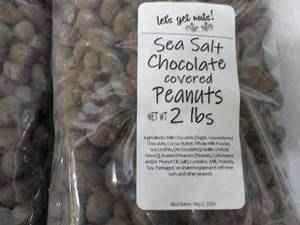 let's get nuts!
Sea Salt
Chocolate
covered
Peanuts
NET WT 2 lbs
Ingredients: Milk Chocolate (Sugar, Unsweetened
Chocolate, Cocoa Butter, Whole Milk Powder,
Soy Lecithin, (An Emulsifier), Vanillin (Artificial
Flavor)), Roasted Peanuts (Peanuts, Cottonseed
and/or Peanut Oil, Salt). Contains: Milk, Peanuts,
Soy. Packaged on shared equipment with tree
nuts and other peanuts.
Best Before: May 2, 2024